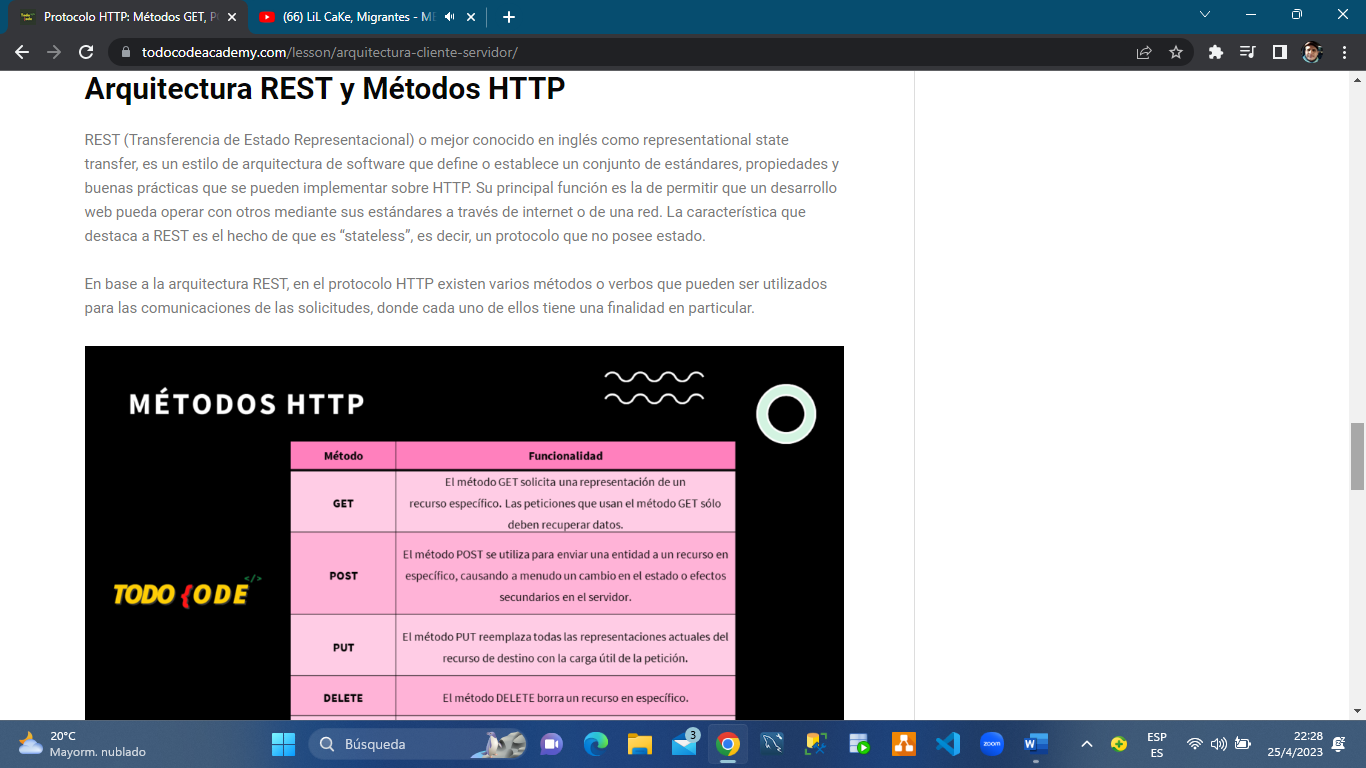 Protocolo HTTP: Métodos GET, P
(66) LiL CaKe, Migrantes - M
todocodeacademy.com/lesson/arquitectura-cliente-servidor/
Arquitectura REST y Métodos HTTP
REST (Transferencia de Estado Representacional) o mejor conocido en inglés como representational state
transfer, es un estilo de arquitectura de software que define o establece un conjunto de estándares, propiedades y
buenas prácticas que se pueden implementar sobre HTTP. Su principal función es la de permitir que un desarrollo
web pueda operar con otros mediante sus estándares a través de internet o de una red. La característica que
destaca a REST es el hecho de que es “stateless”, es decir, un protocolo que no posee estado.
En base a la arquitectura REST, en el protocolo HTTP existen varios métodos o verbos que pueden ser utilizados
para las comunicaciones de las solicitudes, donde cada uno de ellos tiene una finalidad en particular.
MÉTODOS HTTP
Método Funcionalidad
El método GET solicita una representación de un
GET recurso específico. Las peticiones que usan el método GET sólo
deben recuperar datos.
El método POST se utiliza para enviar una entidad a un recurso en
POST específico, causando a menudo un cambio en el estado o efectos
secundarios en el servidor.
TODO {ODE </>
El método PUT reemplaza todas las representaciones actuales del
PUT recurso de destino con la carga útil de la petición.
DELETE El método DELETE borra un recurso en específico.
20°C
Mayorm. nublado
Búsqueda
3
zoom
W
ESP
ES
22:28
25/4/2023